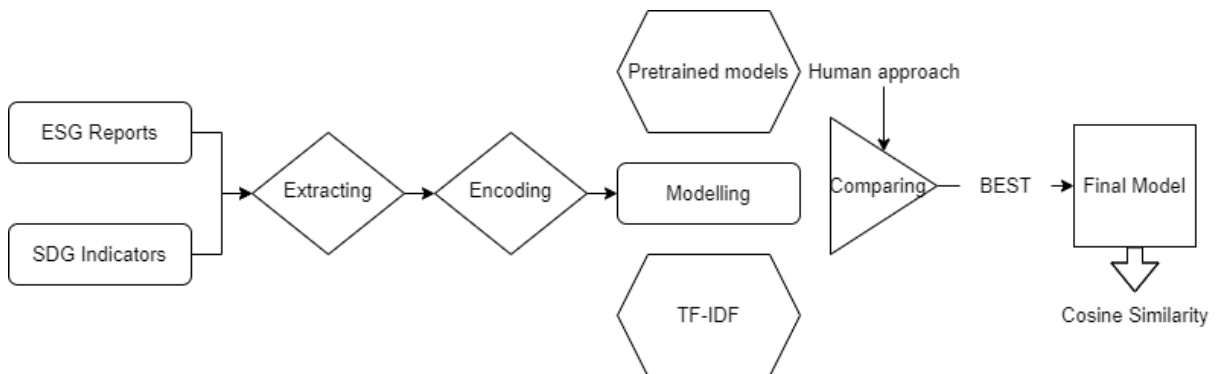 Pretrained models
Human approach
ESG Reports
Extracting
Encoding
Modelling
Comparing
BEST
Final Model
SDG Indicators
TF-IDF
Cosine Similarity